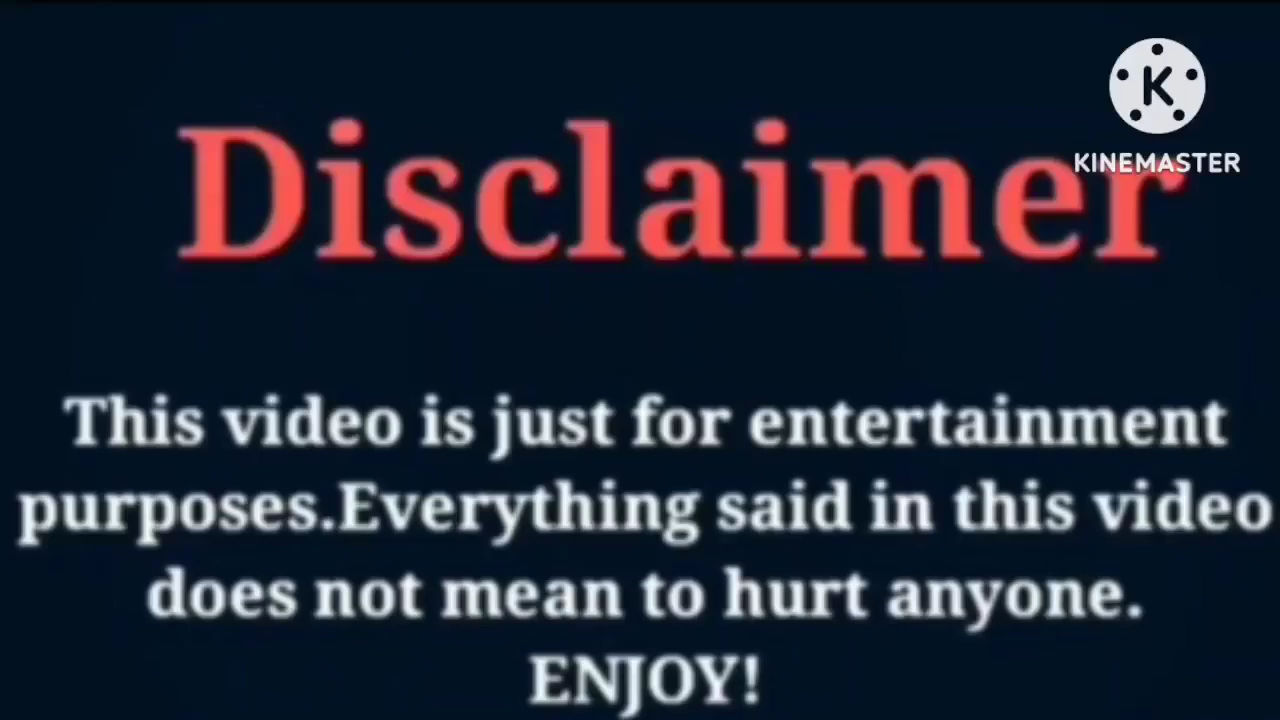 K
KINEMASTER
Disclaimer
This video is just for entertainment
purposes.Everything said in this video
does not mean to hurt anyone.
ENJOY!